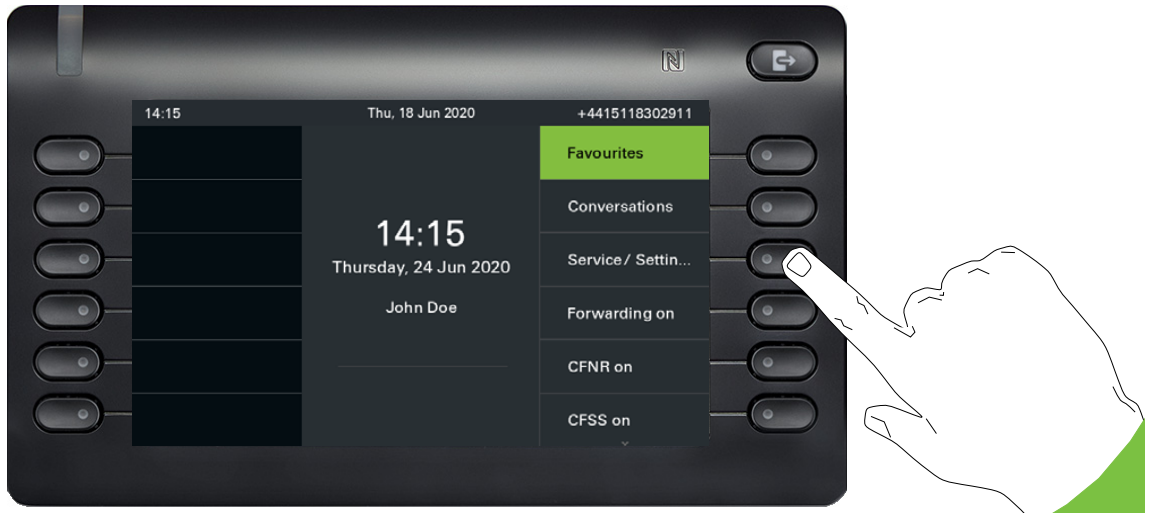 14:15 Thu, 18 Jun 2020 +4415118302911
Favourites
Conversations
14:15
Thursday, 24 Jun 2020
Service / Settin...
John Doe
Forwarding on
CFNR on
CFSS on